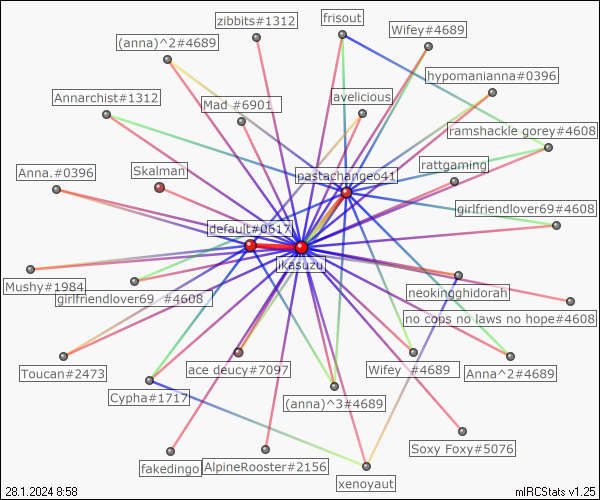 zibbits#1312
frisout
Wifey#4689
(anna)^2#4689
hypomanianna#0396
Annarchist#1312
Mad #6901
avelicious
ramshackle gorey#4608
Anna.#0396
Skalman
pastachangeo41
rattgaming
girlfriendlover69#4608
default#0617
ikasuzu
Mushy#1984
girlfriendlover69 #4608
neokingghidorah
no cops no laws no hope#4608
Toucan#2473
ace deucy#7097
Wifey #4689
Anna^2#4689
Cypha#1717
(anna)^3#4689
Soxy Foxy#5076
fakedingo
AlpineRooster#2156
xenoyaut
28.1.2024 8:58
mIRCStats v1.25